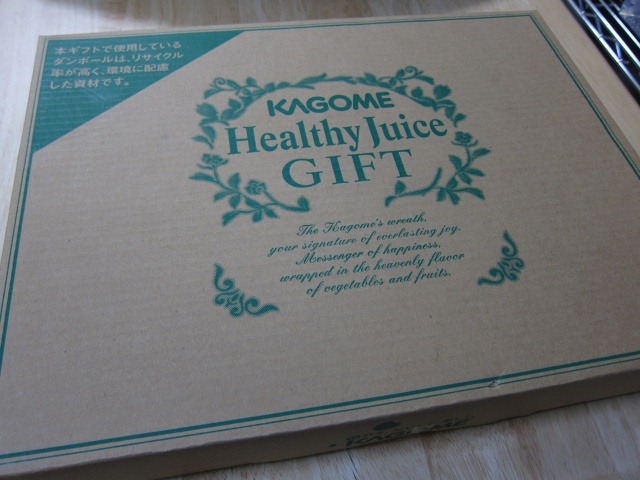 本ギフトで使用している
ダンボールは、リサイクル
率が高く、環境に配慮
した資材です。
KAGOME
Healthy Juice
GIFT
The Kagome's wreath,
your signature of everlasting joy.
Messenger of happiness,
wrapped in the heavenly flavor
of vegetables and fruits.
KAGOME